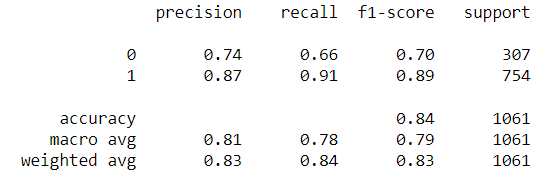 precision recall f1-score support
0 0.74 0.66 0.70 307
1 0.87 0.91 0.89 754
accuracy 0.84 1061
macro avg 0.81 0.78 0.79 1061
weighted avg 0.83 0.84 0.83 1061